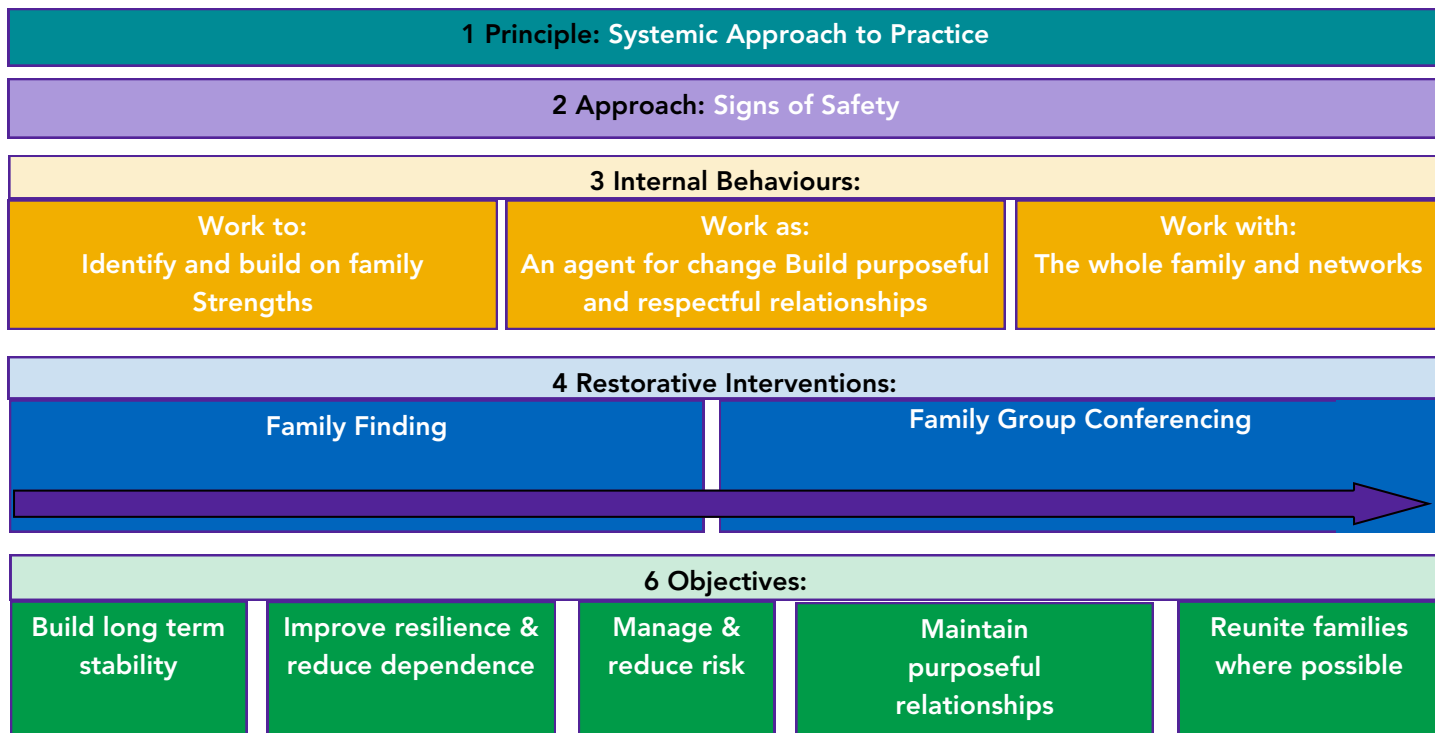 1 Principle: Systemic Approach to Practice
2 Approach: Signs of Safety
3 Internal Behaviours:
Work to:
Identify and build on family
Strengths
Work as:
An agent for change Build purposeful
and respectful relationships
Work with:
The whole family and networks
4 Restorative Interventions:
Family Finding
Family Group Conferencing
6 Objectives:
Build long term
stability
Improve resilience &
reduce dependence
Manage &
reduce risk
Maintain
purposeful
relationships
Reunite families
where possible